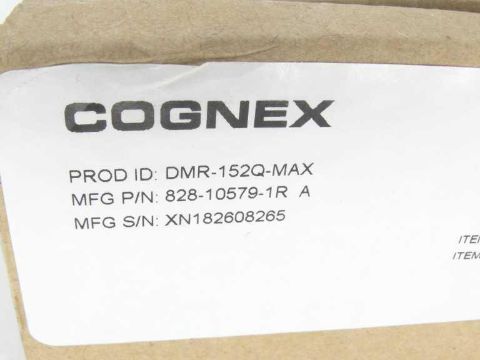 COGNEX
PROD ID: DMR-152Q-MAX
MFG P/N: 828-10579-1R A
MFG S/N: XN182608265